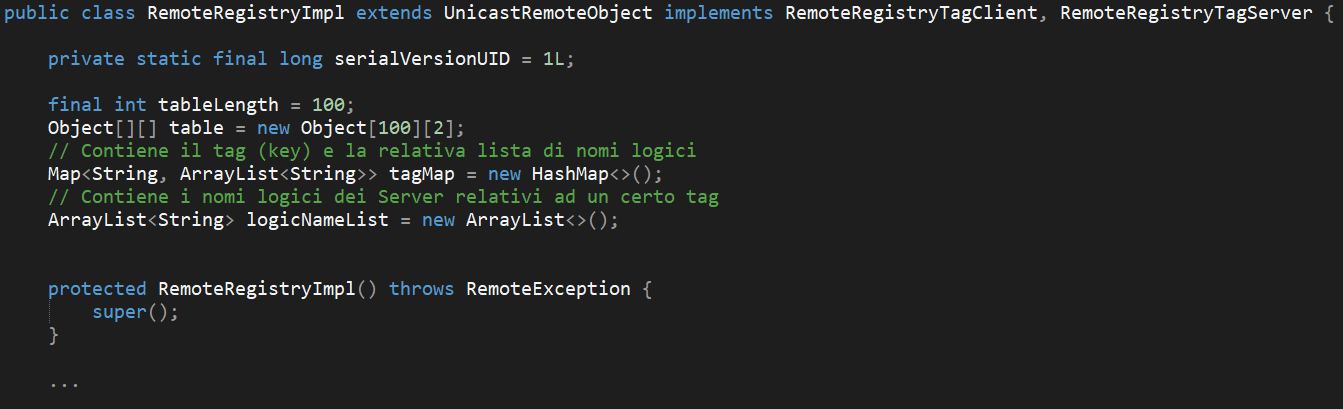 public class RemoteRegistryImpl extends UnicastRemoteObject implements RemoteRegistryTagClient, RemoteRegistryTagServer {
private static final long serialVersionUID = 1L;
final int tableLength = 100;
Object[][] table = new Object[100][2];
// Contiene il tag (key) e la relativa lista di nomi logici
Map<String, ArrayList<String>> tagMap = new HashMap<>();
// Contiene i nomi logici dei Server relativi ad un certo tag
ArrayList<String> logicNameList = new ArrayList<>();
protected RemoteRegistryImpl() throws RemoteException {
super();
}
...